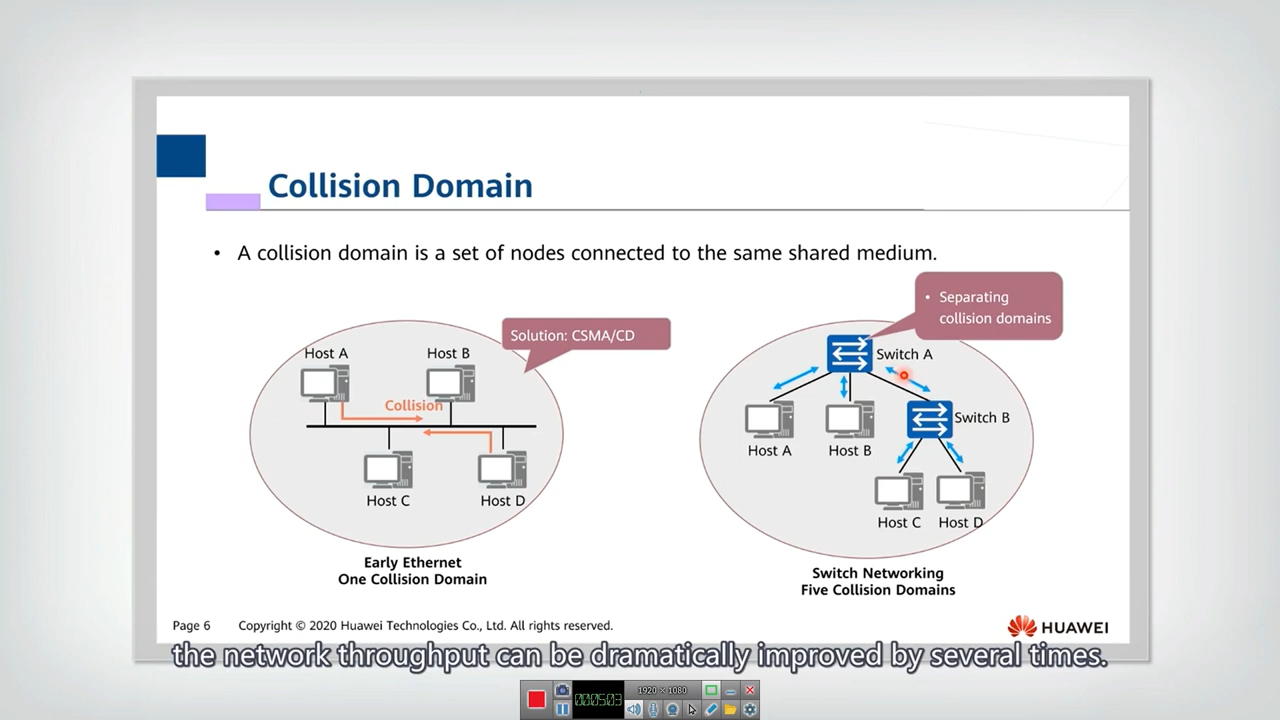 Collision Domain
• A collision domain is a set of nodes connected to the same shared medium.
• Separating
collision domains
Solution: CSMA/CD
Host A
Host B
Collision
Host C
Host D
Switch A
Switch B
Host A
Host B
Host C
Host D
Early Ethernet
One Collision Domain
Switch Networking
Five Collision Domains
Page 6
Copyright © 2020 Huawei Technologies Co., Ltd. All rights reserved.
HUAWEI
the network throughput can be dramatically improved by several times.
1920 × 1080
000503